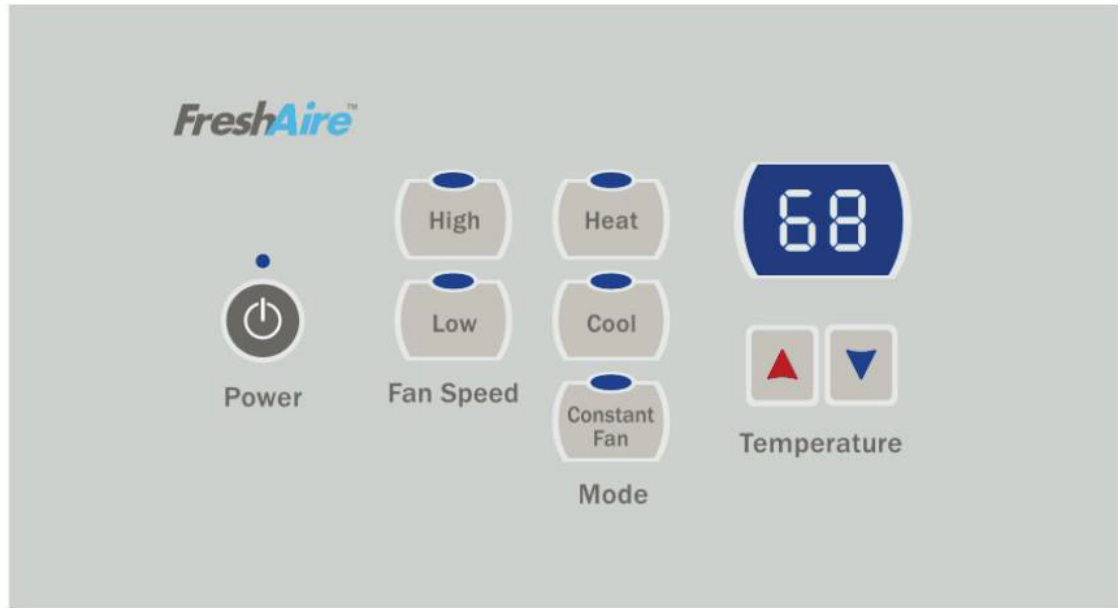 FreshAire™
High
Heat
68
Low
Cool
Power
Fan Speed
Constant
Fan
Temperature
Mode